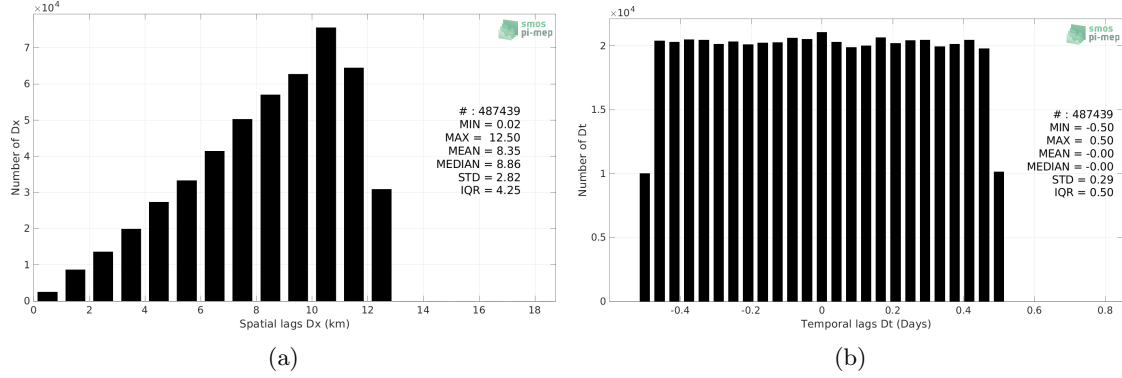 ×10^4
smos
pi-mep
7
6
5
4
3
2
1
0
Number of Dx
# : 487439
MIN = 0.02
MAX = 12.50
MEAN = 8.35
MEDIAN = 8.86
STD = 2.82
IQR = 4.25
0 2 4 6 8 10 12 14 16 18
Spatial lags Dx (km)
(a)
×10^4
smos
pi-mep
2
1.5
1
0.5
0
Number of Dt
# : 487439
MIN = -0.50
MAX = 0.50
MEAN = -0.00
MEDIAN = -0.00
STD = 0.29
IQR = 0.50
-0.4 -0.2 0 0.2 0.4 0.6 0.8
Temporal lags Dt (Days)
(b)